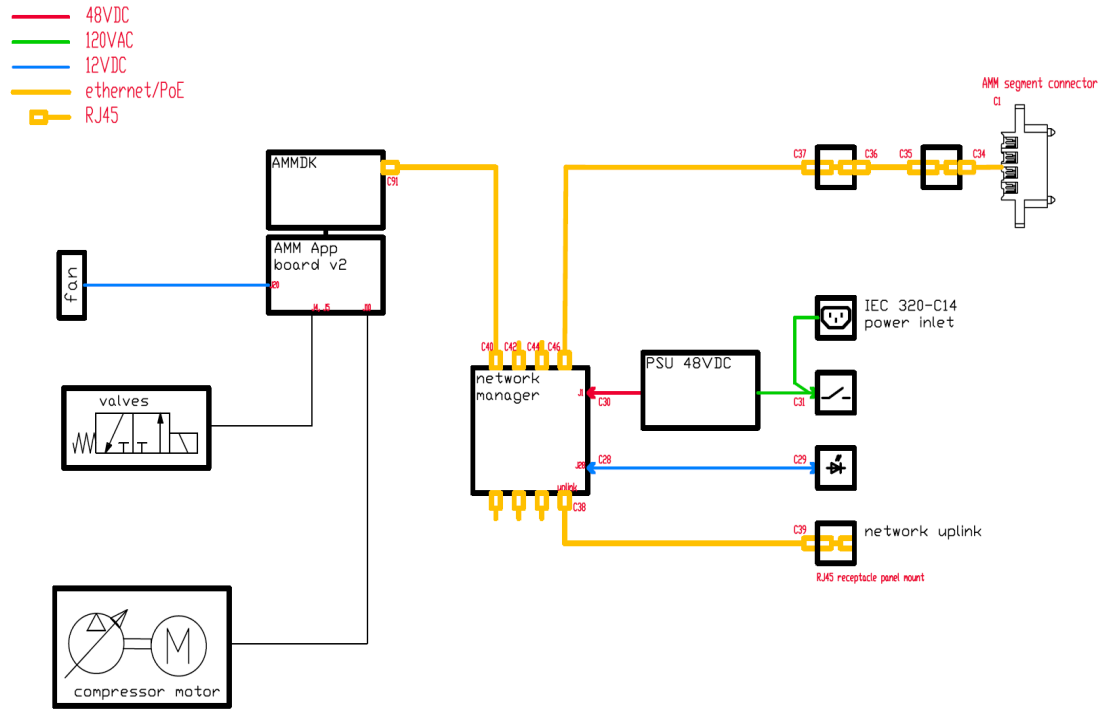 48VDC
120VAC
12VDC
ethernet/PoE
RJ45
AMM segment connector
C1
AMMDK
C91
C37
C36
C35
C34
AMM App
board v2
J20
J4, J5
fan
IEC 320-C14
power inlet
C40
C42
C44
C46
PSU 48VDC
network
manager
J1
C30
C31
valves
J20
C28
C29
uplink
C38
C39
network uplink
RJ45 receptacle panel mount
M
compressor motor